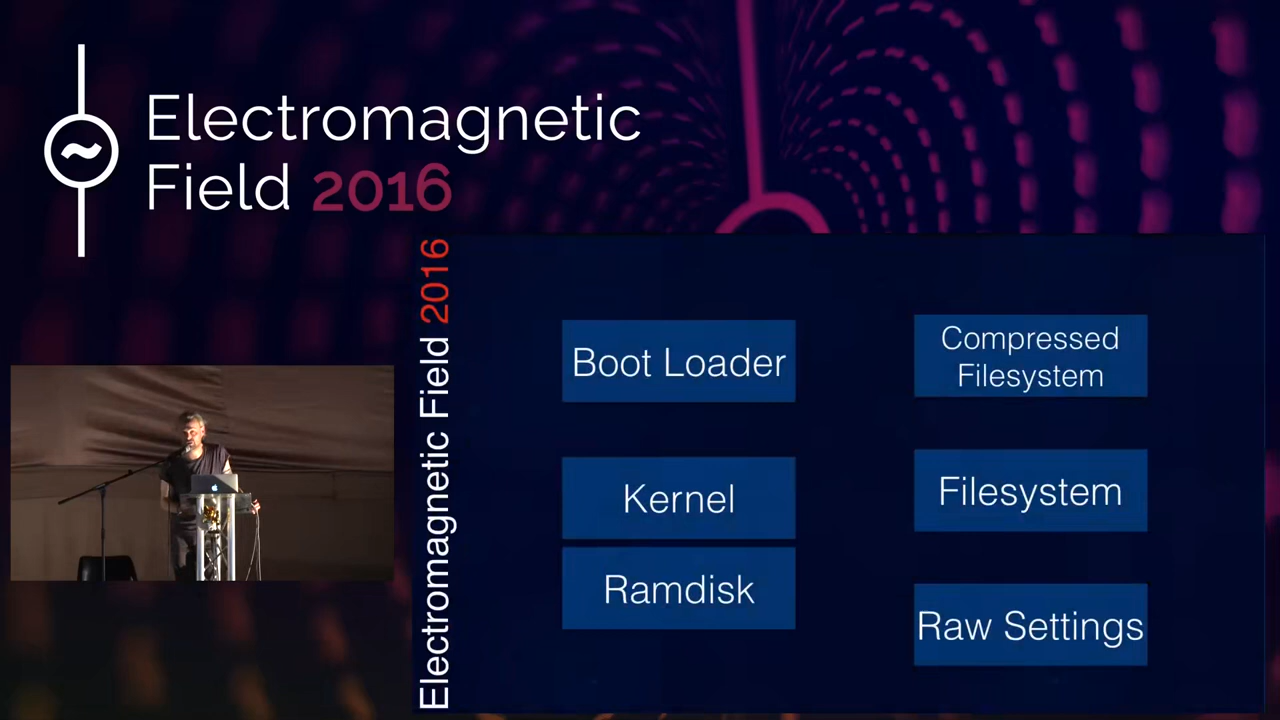 Electromagnetic
Field 2016
Electromagnetic Field 2016
Boot Loader
Kernel
Ramdisk
Compressed
Filesystem
Filesystem
Raw Settings